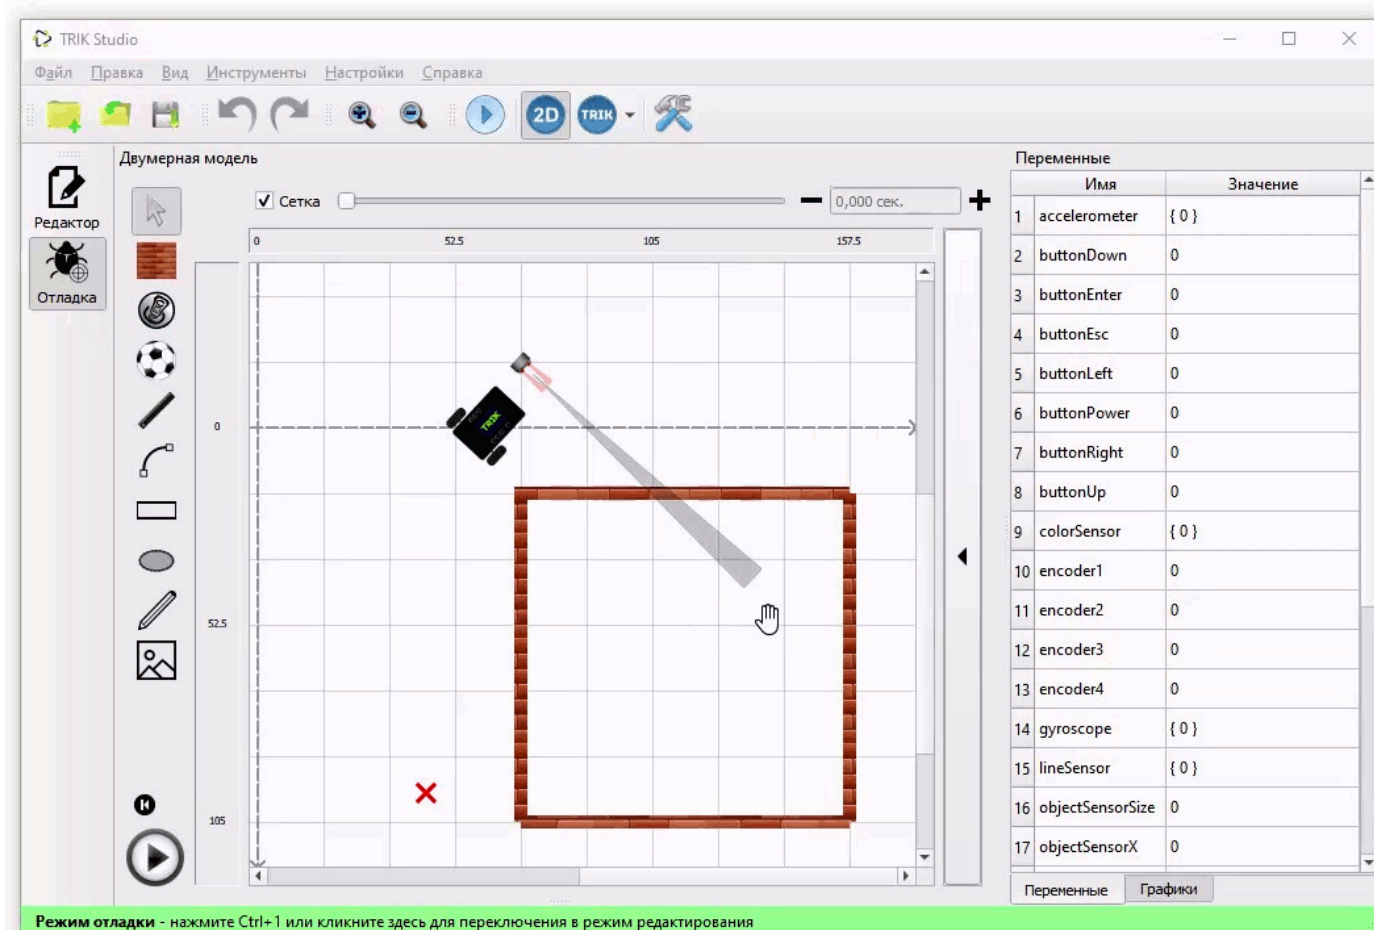 TRIK Studio
Файл Правка Вид Инструменты Настройки Справка
2D TRIK
Редактор
Отладка
Двумерная модель
Сетка
0,000 сек.
0 52.5 105 157.5
0
52.5
105
TRIK
Переменные
Имя Значение
1 accelerometer { 0 }
2 buttonDown 0
3 buttonEnter 0
4 buttonEsc 0
5 buttonLeft 0
6 buttonPower 0
7 buttonRight 0
8 buttonUp 0
9 colorSensor { 0 }
10 encoder1 0
11 encoder2 0
12 encoder3 0
13 encoder4 0
14 gyroscope { 0 }
15 lineSensor { 0 }
16 objectSensorSize 0
17 objectSensorX 0
Переменные Графики
Режим отладки - нажмите Ctrl+1 или кликните здесь для переключения в режим редактирования